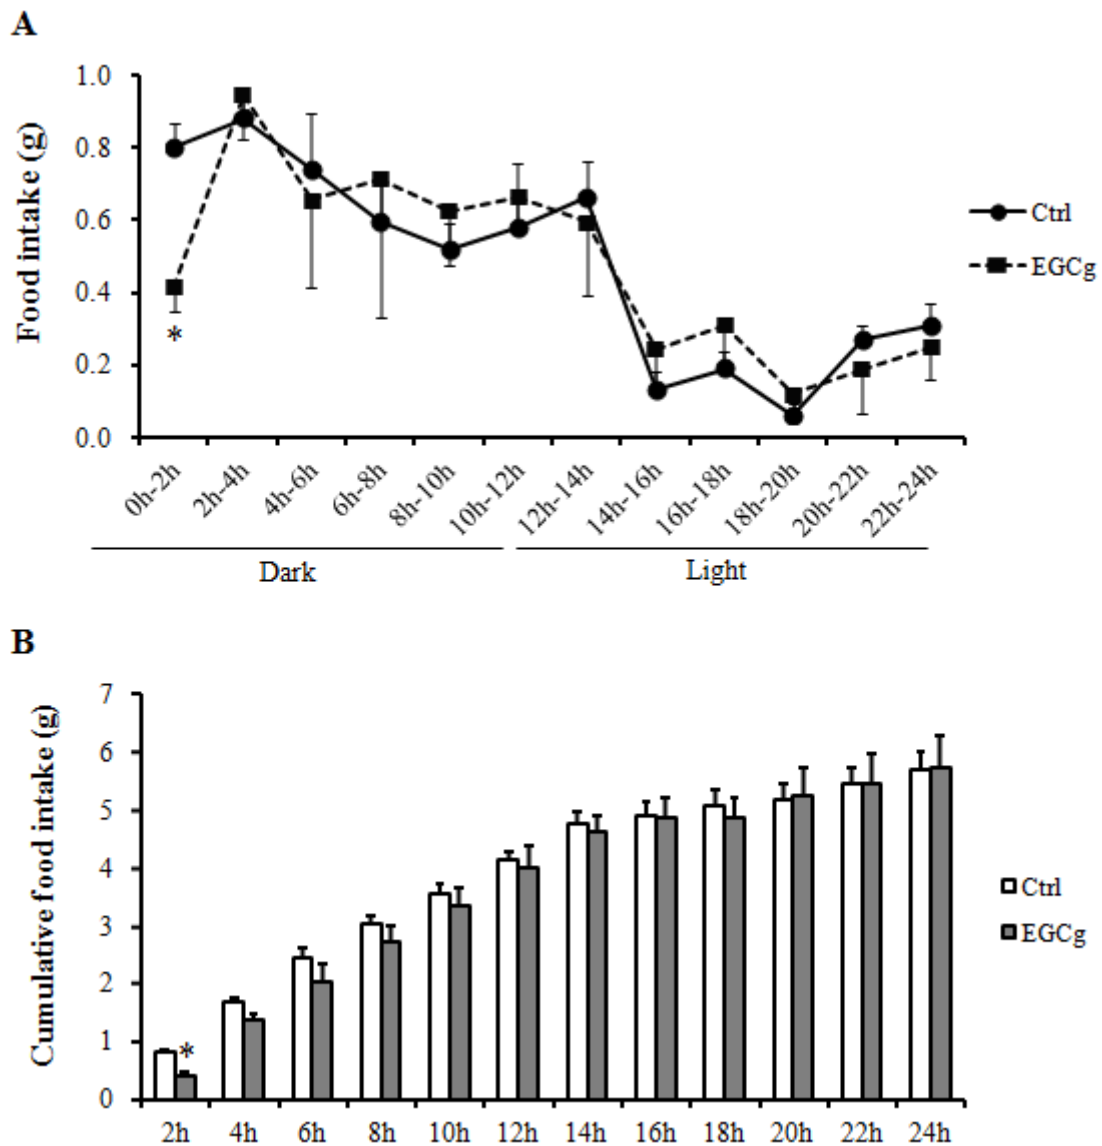 A
Food intake (g)
1.0
0.8
0.6
0.4
0.2
0.0
*
Ctrl
EGCg
0h-2h
2h-4h
4h-6h
6h-8h
8h-10h
10h-12h
12h-14h
14h-16h
16h-18h
18h-20h
20h-22h
22h-24h
Dark
Light
B
Cumulative food intake (g)
7
6
5
4
3
2
1
0
*
Ctrl
EGCg
2h
4h
6h
8h
10h
12h
14h
16h
18h
20h
22h
24h